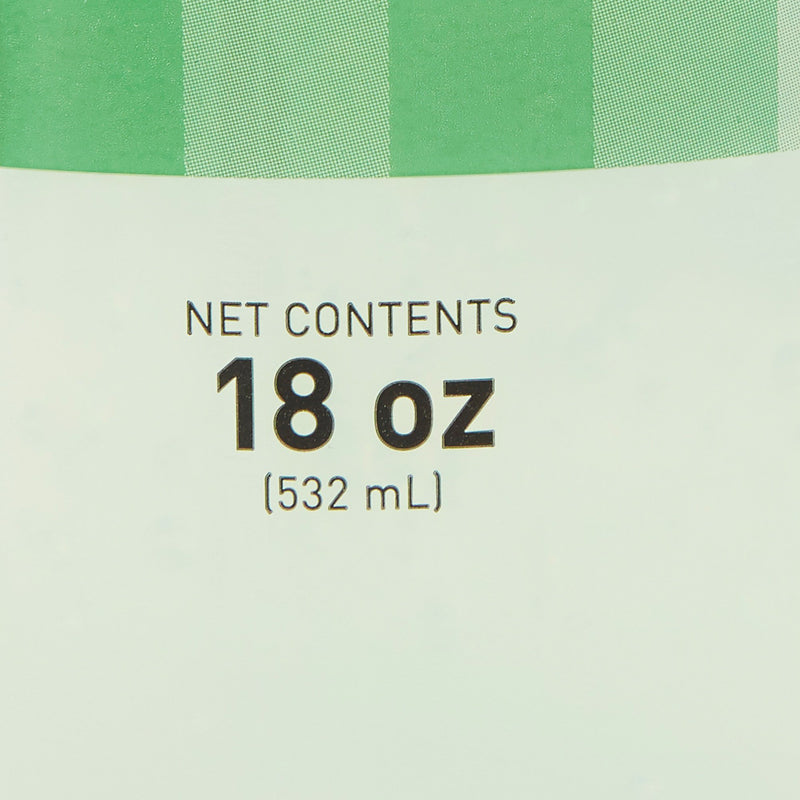 NET CONTENTS
18 oz
(532 mL)